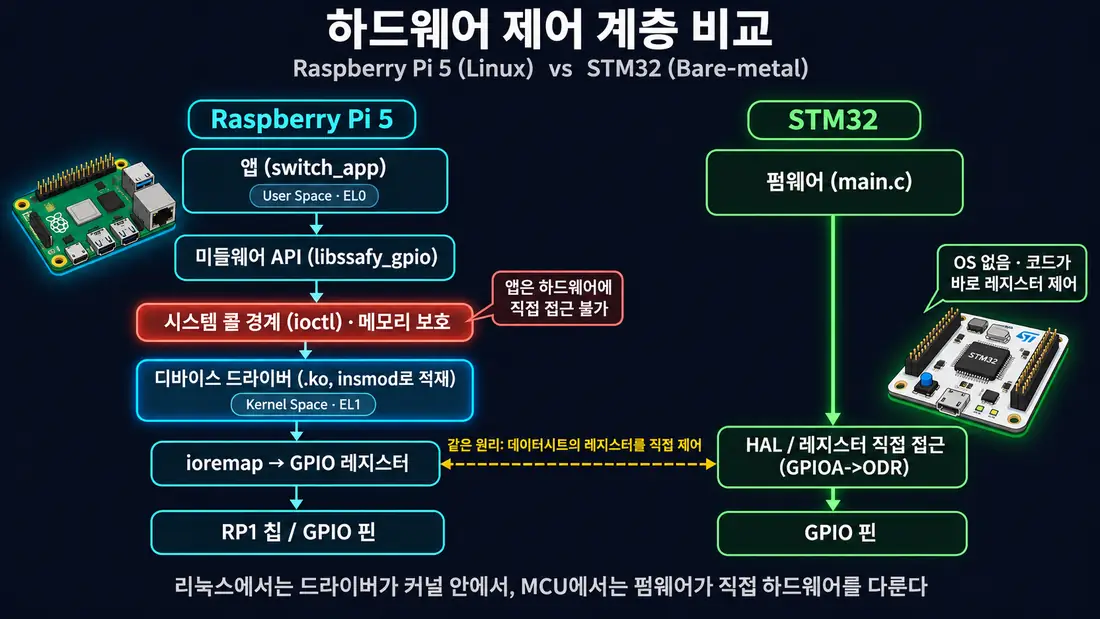 하드웨어 제어 계층 비교
Raspberry Pi 5 (Linux) vs STM32 (Bare-metal)
Raspberry Pi 5
앱 (switch_app)
User Space · EL0
미들웨어 API (libssafy_gpio)
시스템 콜 경계 (ioctl) · 메모리 보호
앱은 하드웨어에
직접 접근 불가
디바이스 드라이버 (.ko, insmod로 적재)
Kernel Space · EL1
ioremap → GPIO 레지스터
RP1 칩 / GPIO 핀
같은 원리: 데이터시트의 레지스터를 직접 제어
STM32
펌웨어 (main.c)
OS 없음 · 코드가
바로 레지스터 제어
STM32
HAL / 레지스터 직접 접근
(GPIOA->ODR)
GPIO 핀
리눅스에서는 드라이버가 커널 안에서, MCU에서는 펌웨어가 직접 하드웨어를 다룬다